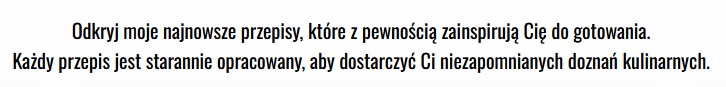 Odkryj moje najnowsze przepisy, które z pewnością zainspirują Cię do gotowania.
Każdy przepis jest starannie opracowany, aby dostarczyć Ci niezapomnianych doznań kulinarnych.